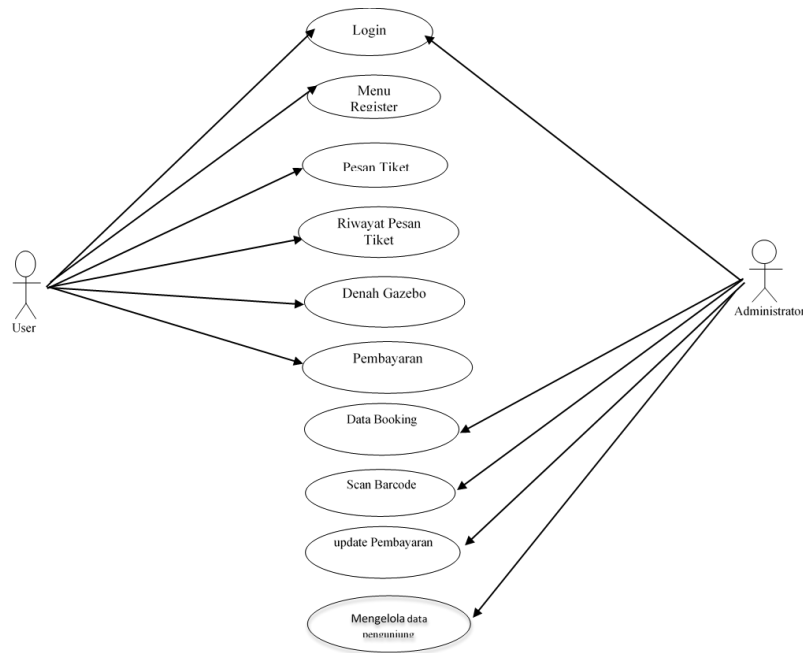 Login
Menu
Register
Pesan Tiket
Riwayat Pesan
Tiket
Denah Gazebo
User
Administrator
Pembayaran
Data Booking
Scan Barcode
update Pembayaran
Mengelola data
pengunjung